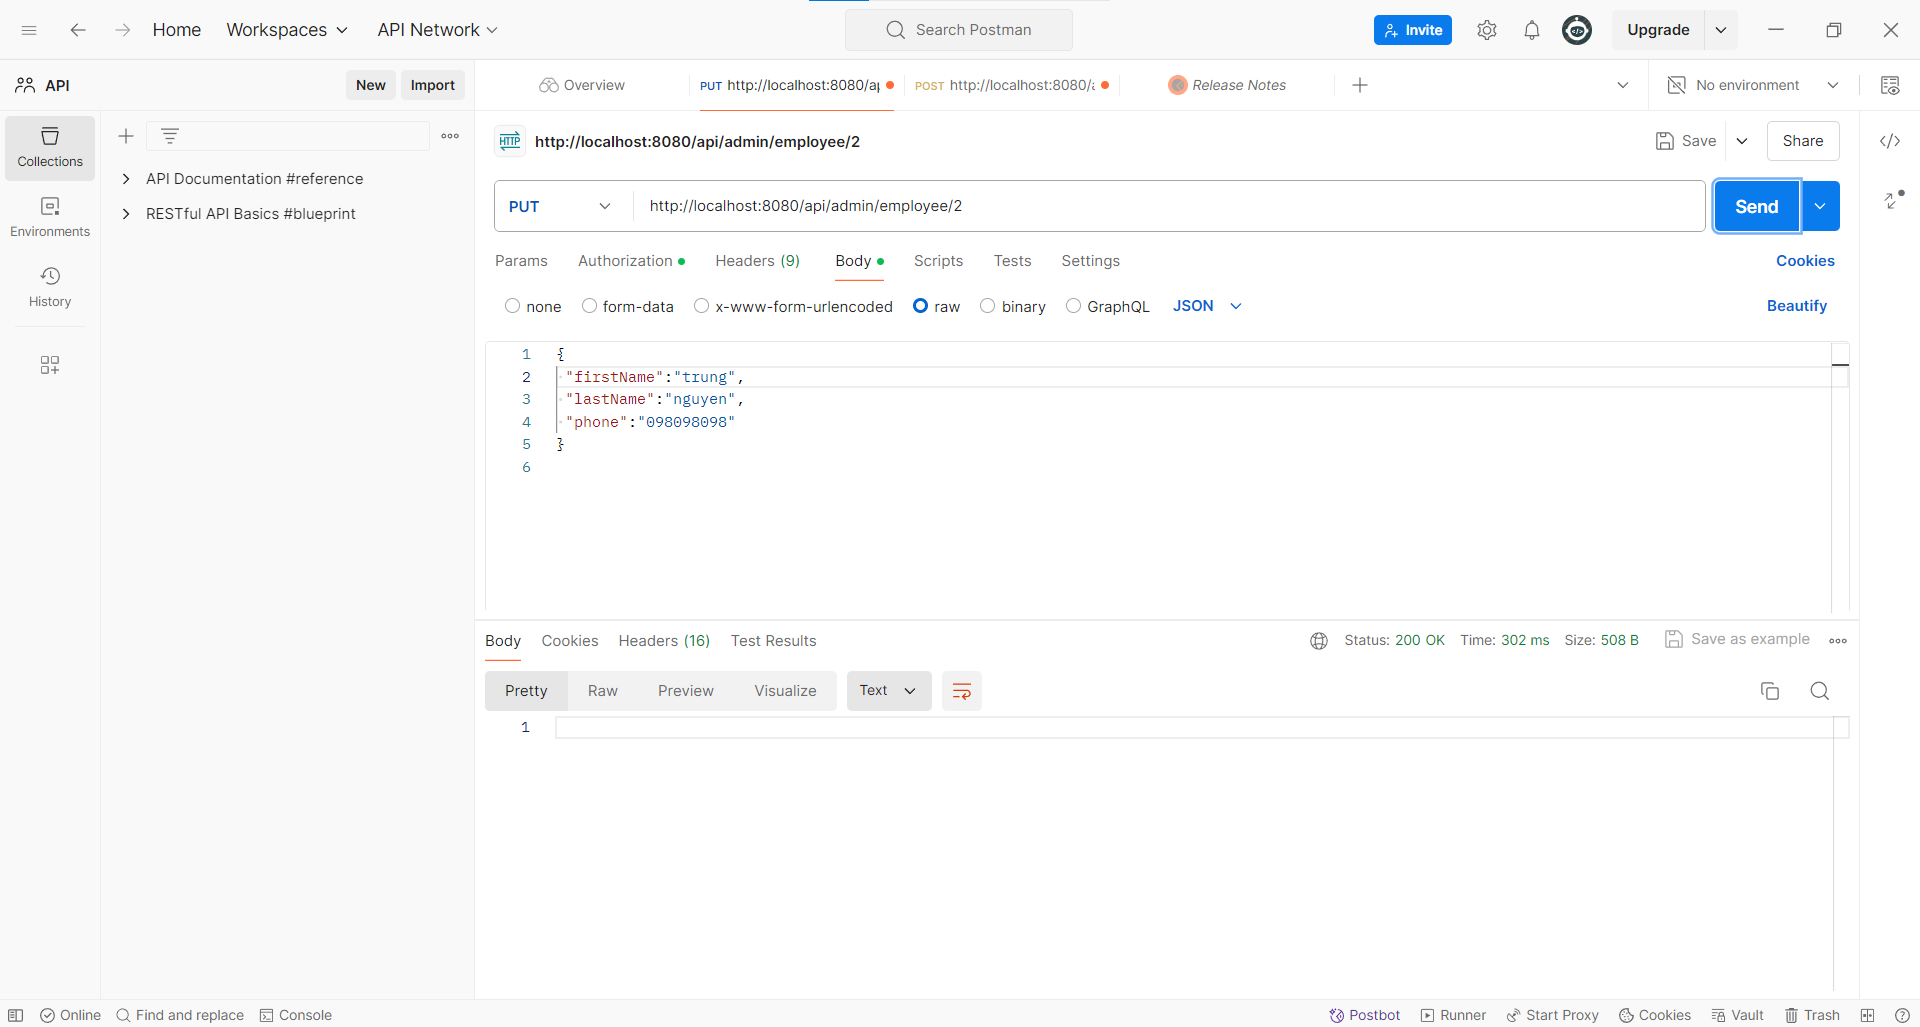 Home Workspaces API Network Search Postman Invite Upgrade
API New Import Overview PUT http://localhost:8080/ap POST http://localhost:8080/a Release Notes No environment
Collections
Environments
History
API Documentation #reference
RESTful API Basics #blueprint
HTTP http://localhost:8080/api/admin/employee/2 Save Share
PUT http://localhost:8080/api/admin/employee/2 Send
Params Authorization Headers (9) Body Scripts Tests Settings Cookies
none form-data x-www-form-urlencoded raw binary GraphQL JSON Beautify
1 {
2 "firstName":"trung",
3 "lastName":"nguyen",
4 "phone":"098098098"
5 }
6
Body Cookies Headers (16) Test Results Status: 200 OK Time: 302 ms Size: 508 B Save as example
Pretty Raw Preview Visualize Text
1
Online Find and replace Console Postbot Runner Start Proxy Cookies Vault Trash